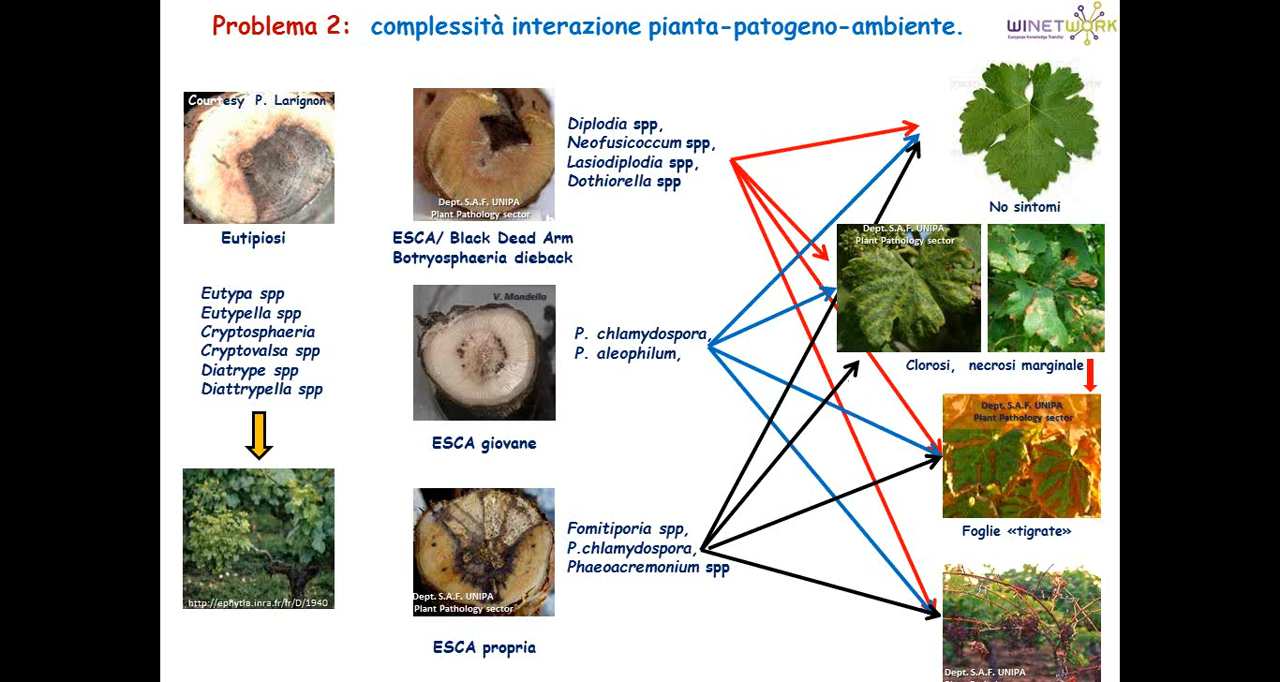 Problema 2: complessità interazione pianta-patogeno-ambiente.
WINETWORK
European Knowledge Transfer
Courtesy P. Larignon
Eutipiosi
Eutypa spp
Eutypella spp
Cryptosphaeria
Cryptovalsa spp
Diatrype spp
Diattrypella spp
http://ephytia.inra.fr/fr/D/1940
Dept. S.A.F. UNIPA
Plant Pathology sector
b
ESCA/ Black Dead Arm
Botryosphaeria dieback
Diplodia spp,
Neofusicoccum spp,
Lasiodiplodia spp,
Dothiorella spp
V. Mondello
P. chlamydospora,
P. aleophilum,
ESCA giovane
Fomitiporia spp,
P.chlamydospora,
Phaeoacremonium spp
Dept. S.A.F. UNIPA
Plant Pathology sector
ESCA propria
No sintomi
Dept. S.A.F. UNIPA
Plant Pathology sector
Clorosi, necrosi marginale
Dept. S.A.F. UNIPA
Plant Pathology sector
Foglie «tigrate»
Dept. S.A.F. UNIPA